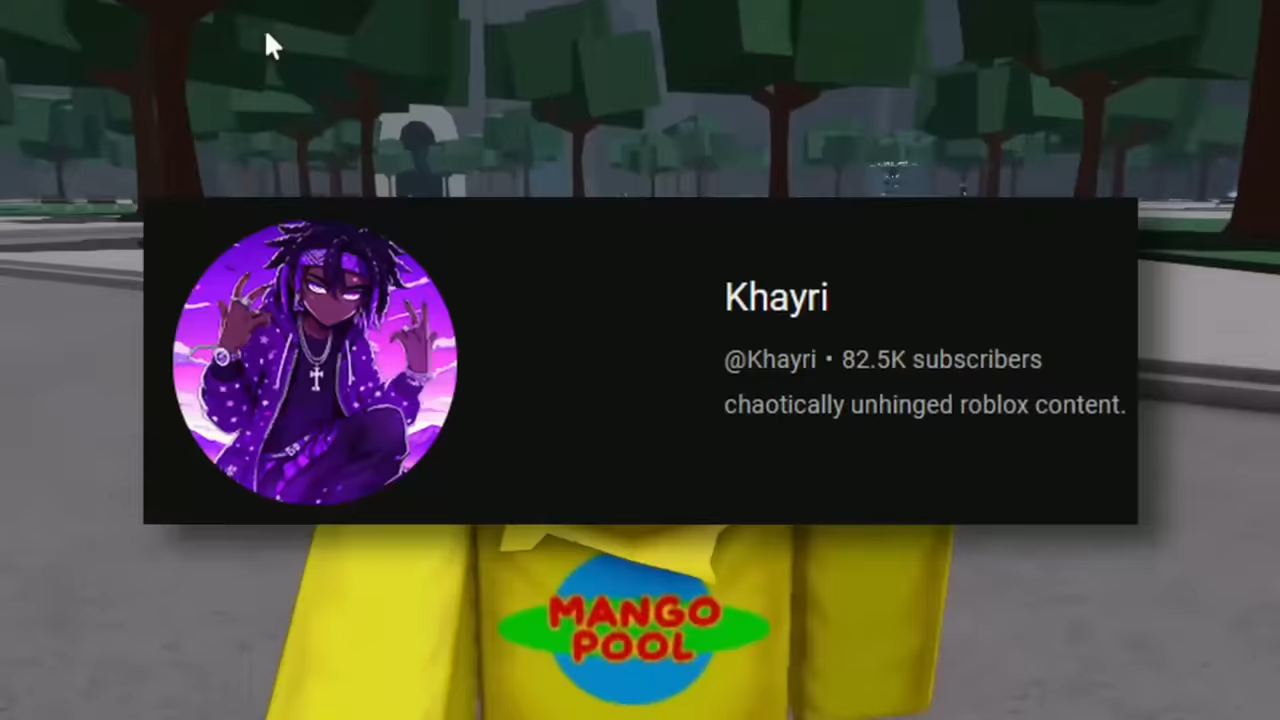 Khayri
@Khayri • 82.5K subscribers
chaotically unhinged roblox content.
MANGO
POOL